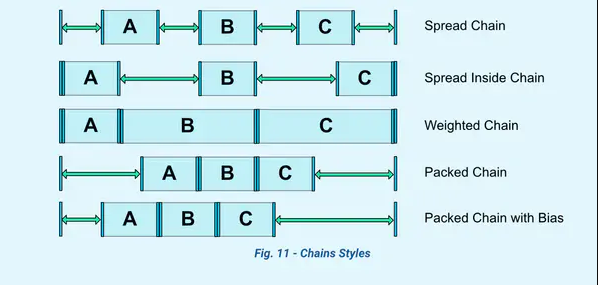 A B C Spread Chain
A B C Spread Inside Chain
A B C Weighted Chain
A B C Packed Chain
A B C Packed Chain with Bias
Fig. 11 - Chains Styles